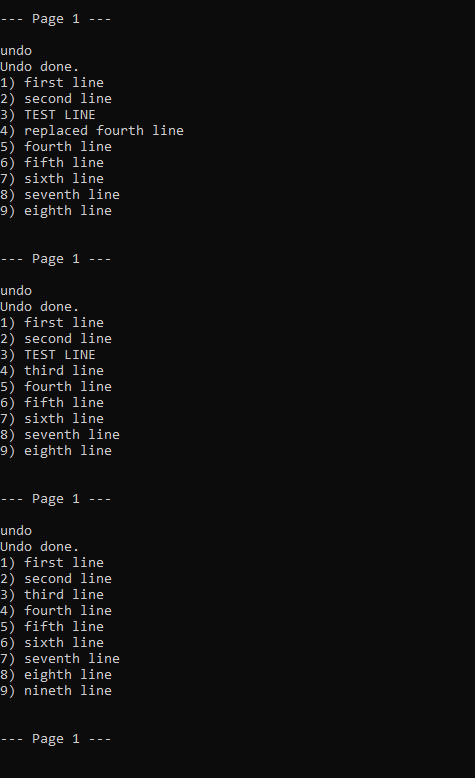 --- Page 1 ---
undo
Undo done.
1) first line
2) second line
3) TEST LINE
4) replaced fourth line
5) fourth line
6) fifth line
7) sixth line
8) seventh line
9) eighth line
--- Page 1 ---
undo
Undo done.
1) first line
2) second line
3) TEST LINE
4) third line
5) fourth line
6) fifth line
7) sixth line
8) seventh line
9) eighth line
--- Page 1 ---
undo
Undo done.
1) first line
2) second line
3) third line
4) fourth line
5) fifth line
6) sixth line
7) seventh line
8) eighth line
9) nineth line
--- Page 1 ---